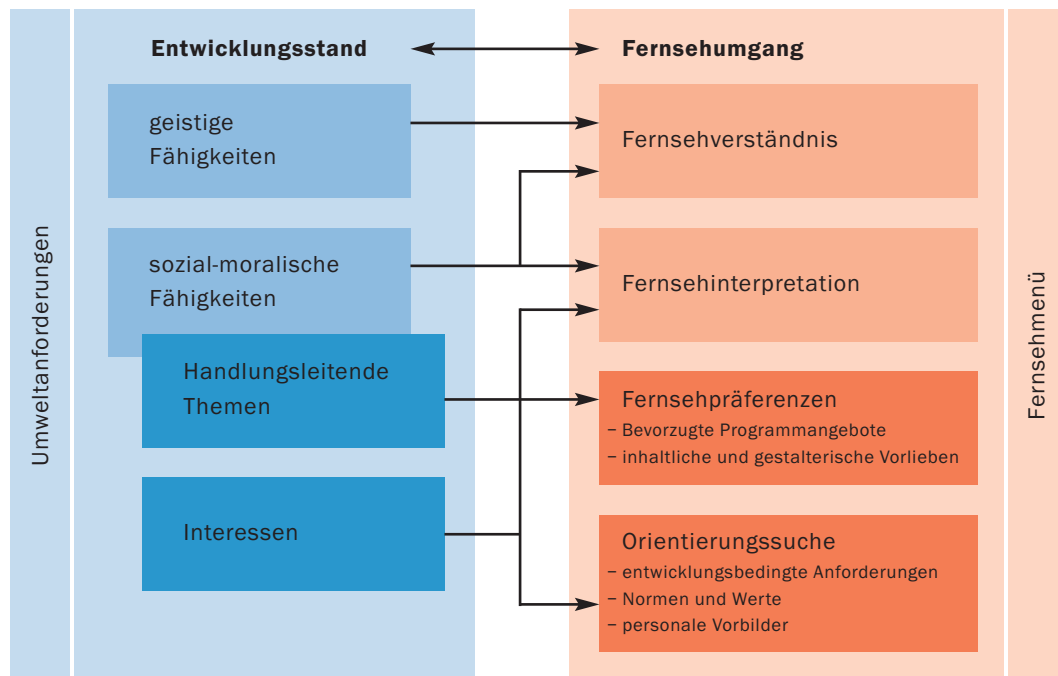 Umweltanforderungen
Entwicklungsstand
geistige
Fähigkeiten
sozial-moralische
Fähigkeiten
Handlungsleitende
Themen
Interessen
Fernsehumgang
Fernsehverständnis
Fernsehinterpretation
Fernsehpräferenzen
– Bevorzugte Programmangebote
– inhaltliche und gestalterische Vorlieben
Orientierungssuche
– entwicklungsbedingte Anforderungen
– Normen und Werte
– personale Vorbilder
Fernsehmenü